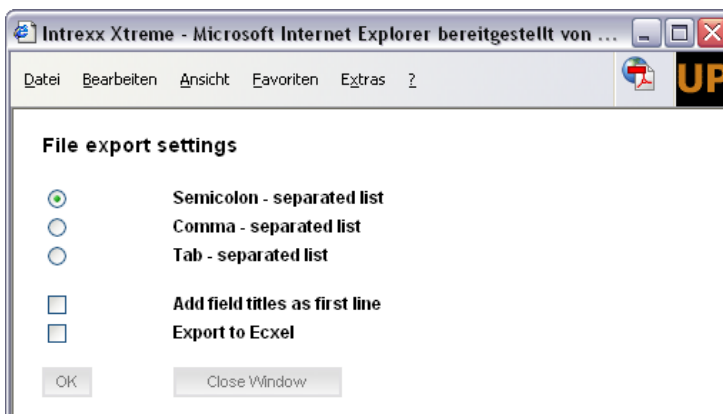 Intrexx Xtreme - Microsoft Internet Explorer bereitgestellt von ...
Datei Bearbeiten Ansicht Favoriten Extras ? UP
File export settings
Semicolon - separated list
Comma - separated list
Tab - separated list
Add field titles as first line
Export to Ecxel
OK Close Window